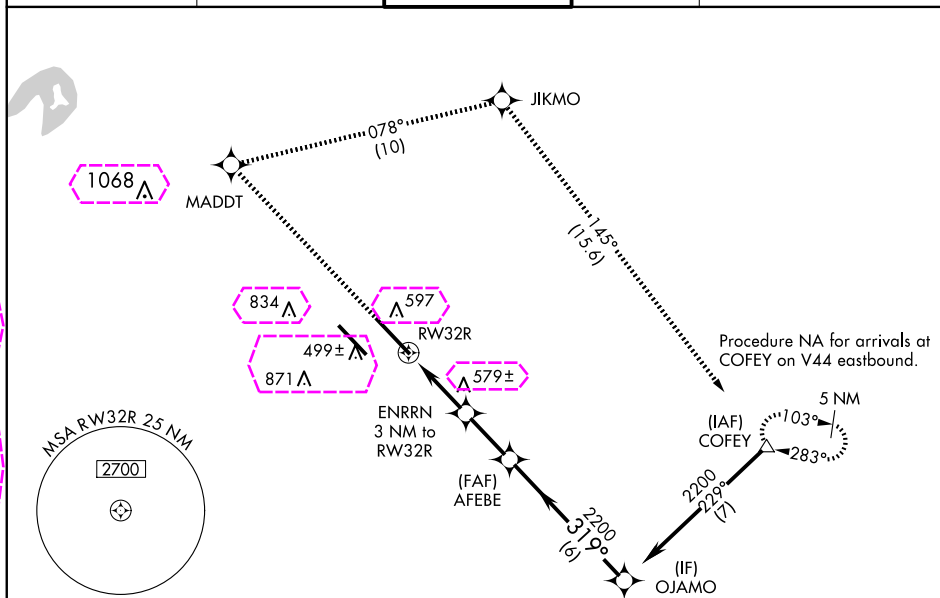 JIKMO
078°
(10)
1068
MADDT
145°
(15.6)
834
597
RW32R
499±
871
579±
Procedure NA for arrivals at
COFEY on V44 eastbound.
5 NM
(IAF)
COFEY
103°
283°
ENRRN
3 NM to
RW32R
MSA RW32R 25 NM
2700
(FAF)
AFEBE
2200
229°
(7)
2200
319°
(6)
(IF)
OJAMO